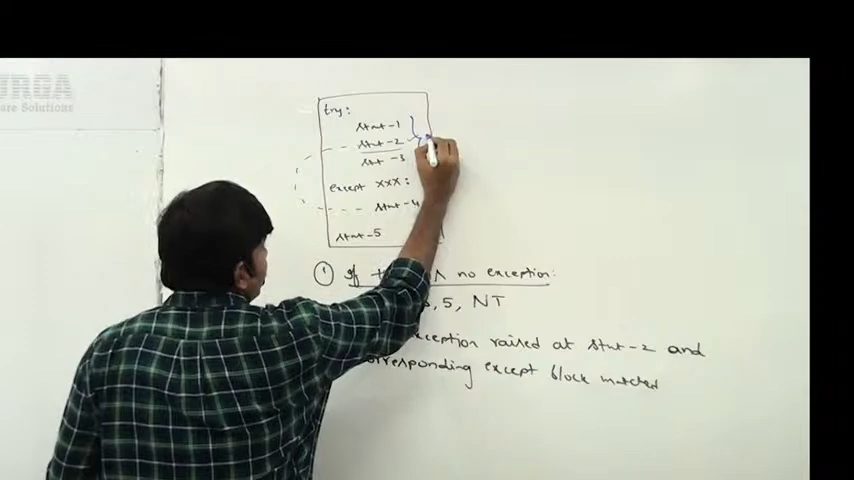 URGA
are Solutions
try:
stmt-1
stmt-2
stmt-3
except xxx:
stmt-4
stmt-5
① If no exception:
5, NT
exception raised at stmt-2 and
corresponding except block matched